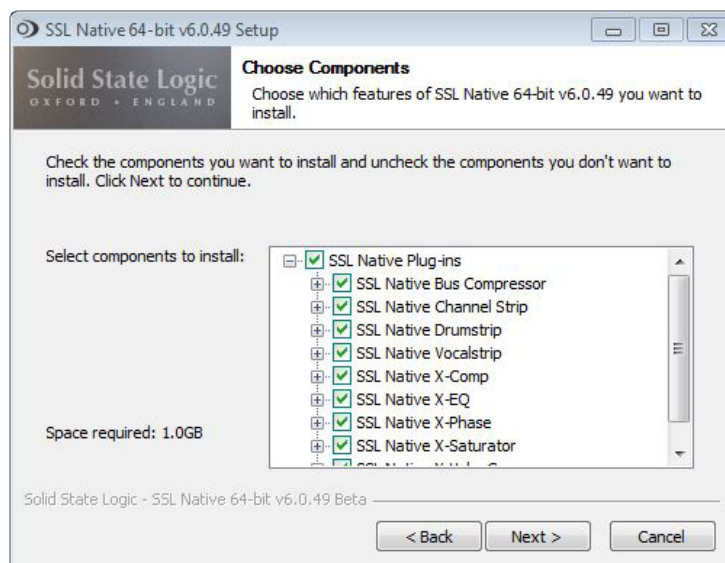 SSL Native 64-bit v6.0.49 Setup
Solid State Logic
OXFORD • ENGLAND
Choose Components
Choose which features of SSL Native 64-bit v6.0.49 you want to
install.
Check the components you want to install and uncheck the components you don't want to
install. Click Next to continue.
Select components to install:
SSL Native Plug-ins
SSL Native Bus Compressor
SSL Native Channel Strip
SSL Native Drumstrip
SSL Native Vocalstrip
SSL Native X-Comp
SSL Native X-EQ
SSL Native X-Phase
SSL Native X-Saturator
Space required: 1.0GB
Solid State Logic - SSL Native 64-bit v6.0.49 Beta
< Back
Next >
Cancel